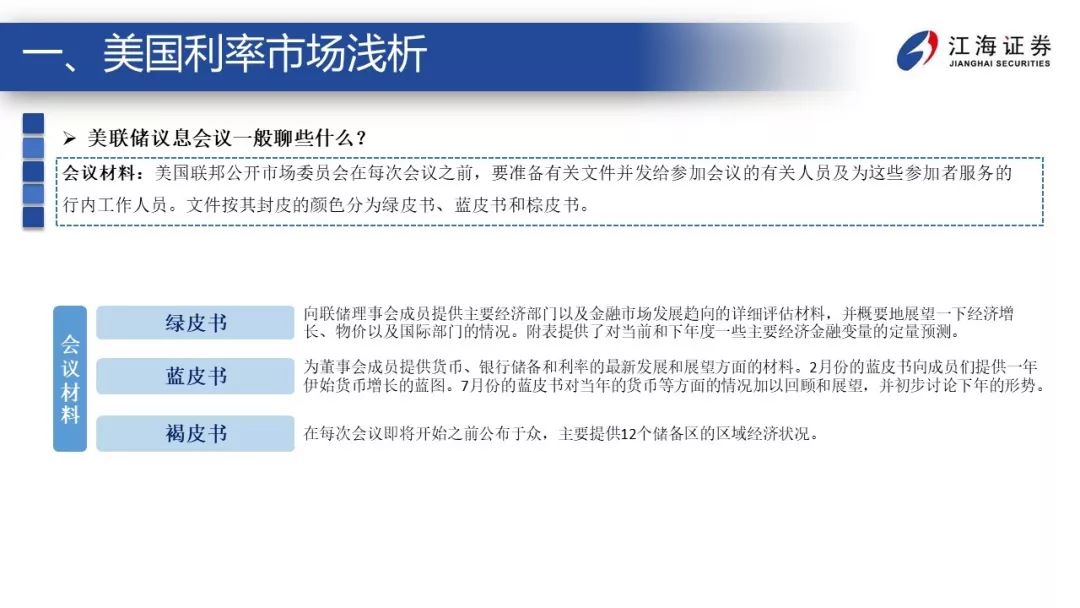 一、美国利率市场浅析
江海证券
JIANGHAI SECURITIES
➢ 美联储议息会议一般聊些什么？
会议材料：美国联邦公开市场委员会在每次会议之前，要准备有关文件并发给参加会议的有关人员及为这些参加者服务的
行内工作人员。文件按其封皮的颜色分为绿皮书、蓝皮书和棕皮书。
会议材料
绿皮书
向联储理事会成员提供主要经济部门以及金融市场发展趋向的详细评估材料，并概要地展望一下经济增
长、物价以及国际部门的情况。附表提供了对当前和下年度一些主要经济金融变量的定量预测。
蓝皮书
为董事会成员提供货币、银行储备和利率的最新发展和展望方面的材料。2月份的蓝皮书向成员们提供一年
伊始货币增长的蓝图。7月份的蓝皮书对当年的货币等方面的情况加以回顾和展望，并初步讨论下年的形势。
褐皮书
在每次会议即将开始之前公布于众，主要提供12个储备区的区域经济状况。